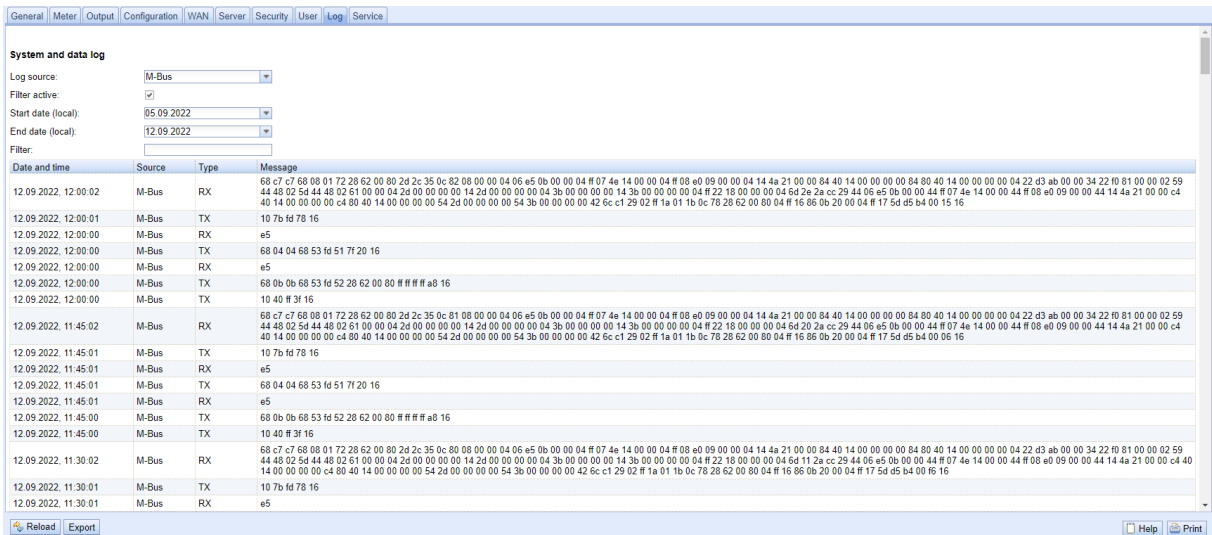 General Meter Output Configuration WAN Server Security User Log Service
System and data log
Log source: M-Bus
Filter active:
Start date (local): 05.09.2022
End date (local): 12.09.2022
Filter:
Date and time Source Type Message
12.09.2022, 12:00:02 M-Bus RX 68 c7 c7 68 08 01 72 28 62 00 80 2d 2c 35 0c 82 08 00 00 04 06 e5 0b 00 00 04 ff 07 4e 14 00 00 04 ff 08 e0 09 00 00 04 14 4a 21 00 00 84 40 14 00 00 00 00 84 80 40 14 00 00 00 00 04 22 d3 ab 00 00 34 22 f0 81 00 00 02 59
44 48 02 5d 44 48 02 61 00 00 04 2d 00 00 00 00 14 2d 00 00 00 00 04 3b 00 00 00 00 14 3b 00 00 00 00 04 ff 22 18 00 00 00 04 6d 2e 2a cc 29 44 06 e5 0b 00 00 44 ff 07 4e 14 00 00 44 ff 08 e0 09 00 00 44 14 4a 21 00 00 c4
40 14 00 00 00 00 c4 80 40 14 00 00 00 00 54 2d 00 00 00 00 54 3b 00 00 00 00 42 6c c1 29 02 ff 1a 01 1b 0c 78 28 62 00 80 04 ff 16 86 0b 20 00 04 ff 17 5d d5 b4 00 15 16
12.09.2022, 12:00:01 M-Bus TX 10 7b fd 78 16
12.09.2022, 12:00:00 M-Bus RX e5
12.09.2022, 12:00:00 M-Bus TX 68 04 04 68 53 fd 51 7f 20 16
12.09.2022, 12:00:00 M-Bus RX e5
12.09.2022, 12:00:00 M-Bus TX 68 0b 0b 68 53 fd 52 28 62 00 80 ff ff ff ff a8 16
12.09.2022, 12:00:00 M-Bus TX 10 40 ff 3f 16
12.09.2022, 11:45:02 M-Bus RX 68 c7 c7 68 08 01 72 28 62 00 80 2d 2c 35 0c 81 08 00 00 04 06 e5 0b 00 00 04 ff 07 4e 14 00 00 04 ff 08 e0 09 00 00 04 14 4a 21 00 00 84 40 14 00 00 00 00 84 80 40 14 00 00 00 00 04 22 d3 ab 00 00 34 22 f0 81 00 00 02 59
44 48 02 5d 44 48 02 61 00 00 04 2d 00 00 00 00 14 2d 00 00 00 00 04 3b 00 00 00 00 14 3b 00 00 00 00 04 ff 22 18 00 00 00 04 6d 20 2a cc 29 44 06 e5 0b 00 00 44 ff 07 4e 14 00 00 44 ff 08 e0 09 00 00 44 14 4a 21 00 00 c4
40 14 00 00 00 00 c4 80 40 14 00 00 00 00 54 2d 00 00 00 00 54 3b 00 00 00 00 42 6c c1 29 02 ff 1a 01 1b 0c 78 28 62 00 80 04 ff 16 86 0b 20 00 04 ff 17 5d d5 b4 00 06 16
12.09.2022, 11:45:01 M-Bus TX 10 7b fd 78 16
12.09.2022, 11:45:01 M-Bus RX e5
12.09.2022, 11:45:01 M-Bus TX 68 04 04 68 53 fd 51 7f 20 16
12.09.2022, 11:45:01 M-Bus RX e5
12.09.2022, 11:45:00 M-Bus TX 68 0b 0b 68 53 fd 52 28 62 00 80 ff ff ff ff a8 16
12.09.2022, 11:45:00 M-Bus TX 10 40 ff 3f 16
12.09.2022, 11:30:02 M-Bus RX 68 c7 c7 68 08 01 72 28 62 00 80 2d 2c 35 0c 80 08 00 00 04 06 e5 0b 00 00 04 ff 07 4e 14 00 00 04 ff 08 e0 09 00 00 04 14 4a 21 00 00 84 40 14 00 00 00 00 84 80 40 14 00 00 00 00 04 22 d3 ab 00 00 34 22 f0 81 00 00 02 59
44 48 02 5d 44 48 02 61 00 00 04 2d 00 00 00 00 14 2d 00 00 00 00 04 3b 00 00 00 00 14 3b 00 00 00 00 04 ff 22 18 00 00 00 04 6d 11 2a cc 29 44 06 e5 0b 00 00 44 ff 07 4e 14 00 00 44 ff 08 e0 09 00 00 44 14 4a 21 00 00 c4 40
14 00 00 00 00 c4 80 40 14 00 00 00 00 54 2d 00 00 00 00 54 3b 00 00 00 00 42 6c c1 29 02 ff 1a 01 1b 0c 78 28 62 00 80 04 ff 16 86 0b 20 00 04 ff 17 5d d5 b4 00 f6 16
12.09.2022, 11:30:01 M-Bus TX 10 7b fd 78 16
12.09.2022, 11:30:01 M-Bus RX e5
Reload Export Help Print